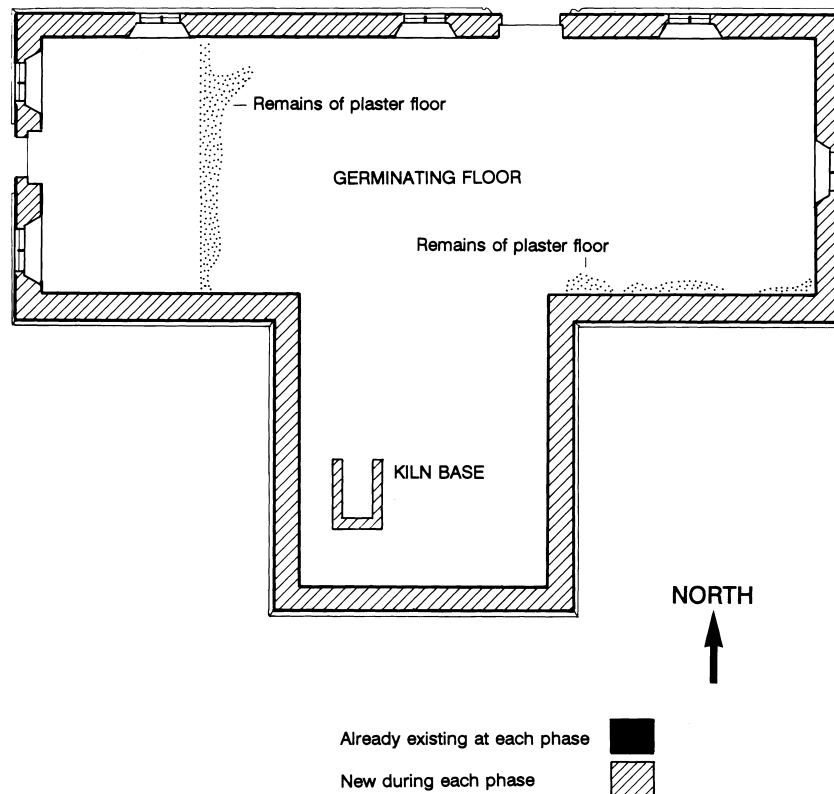 Remains of plaster floor
GERMINATING FLOOR
Remains of plaster floor
KILN BASE
NORTH
Already existing at each phase
New during each phase